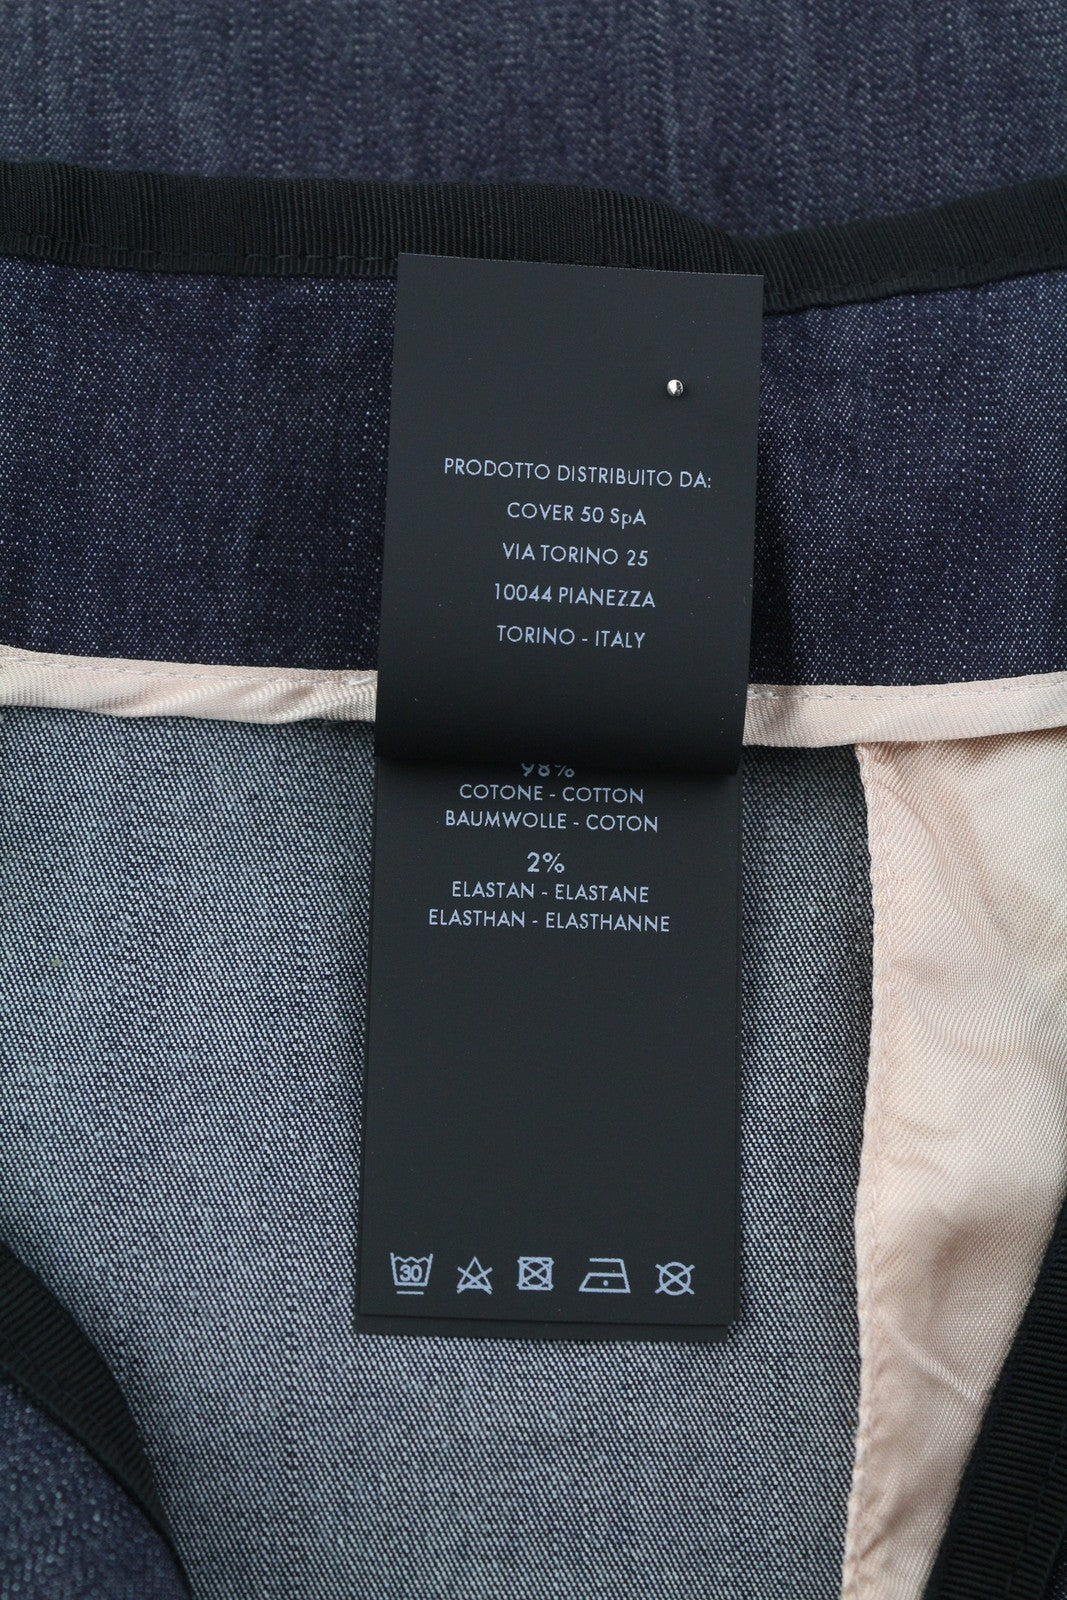 PRODOTTO DISTRIBUITO DA:
COVER 50 SpA
VIA TORINO 25
10044 PIANEZZA
TORINO - ITALY
98%
COTONE - COTTON
BAUMWOLLE - COTON
2%
ELASTAN - ELASTANE
ELASTHAN - ELASTHANNE
30